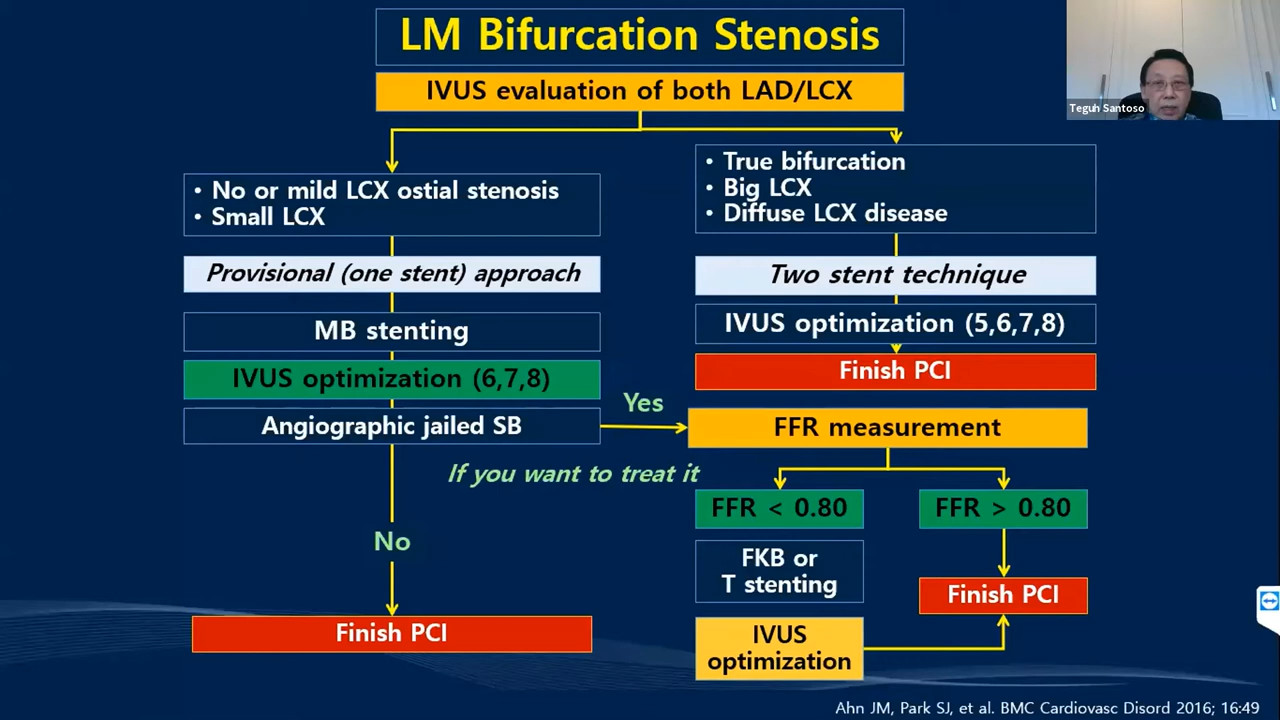 LM Bifurcation Stenosis
IVUS evaluation of both LAD/LCX
Teguh Santoso
• No or mild LCX ostial stenosis
• Small LCX
Provisional (one stent) approach
MB stenting
IVUS optimization (6,7,8)
Angiographic jailed SB
No
Finish PCI
• True bifurcation
• Big LCX
• Diffuse LCX disease
Two stent technique
IVUS optimization (5,6,7,8)
Finish PCI
Yes
If you want to treat it
FFR measurement
FFR < 0.80
FKB or
T stenting
IVUS
optimization
FFR > 0.80
Finish PCI
Ahn JM, Park SJ, et al. BMC Cardiovasc Disord 2016; 16:49